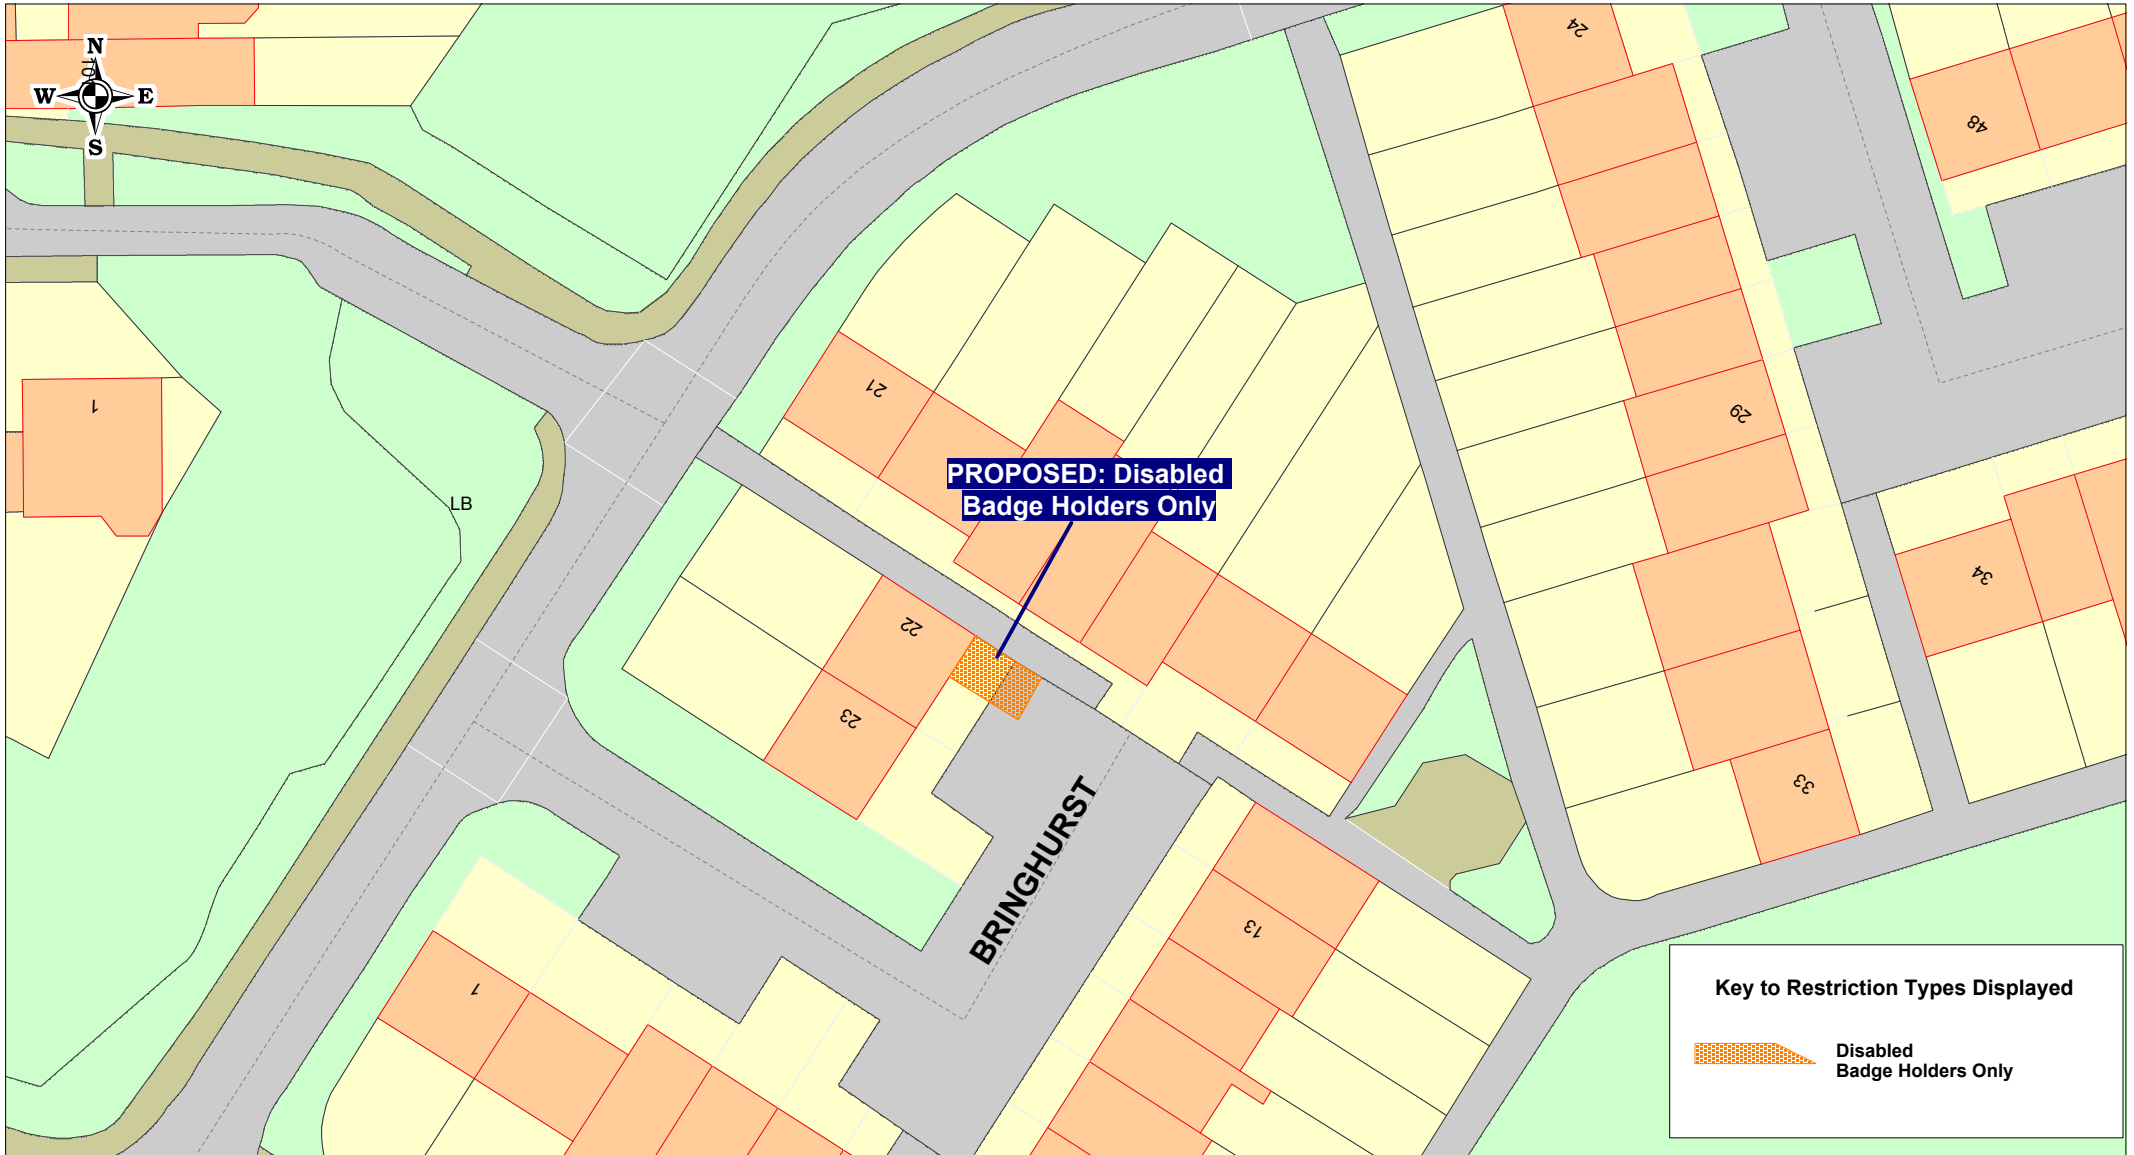 N
W E
S
24
48
21
29
1
LB
PROPOSED: Disabled
Badge Holders Only
34
22
23
33
BRINGHURST
13
1
Key to Restriction Types Displayed
Disabled
Badge Holders Only